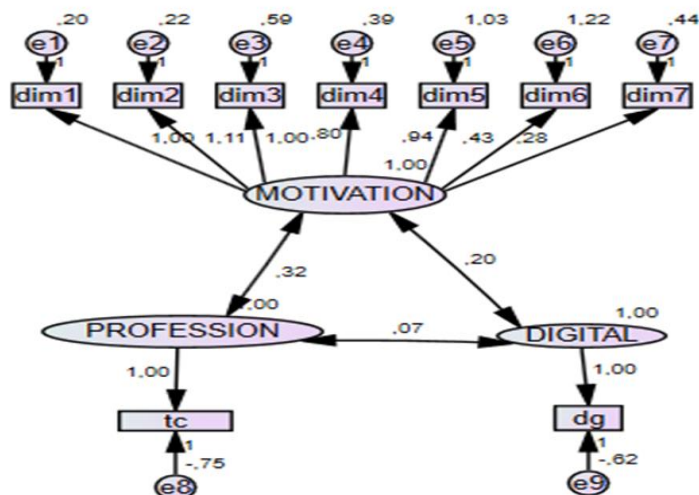 ,20 ,22 ,59 ,39 1,03 1,22 ,44
e1 e2 e3 e4 e5 e6 e7
1 1 1 1 1 1 1
dim1 dim2 dim3 dim4 dim5 dim6 dim7
1,00 1,11 1,00 ,80 ,94 ,43 ,28
1,00
MOTIVATION
,32 ,20
,00 1,00
PROFESSION ,07 DIGITAL
1,00 1,00
tc dg
1 1
-,75 -,62
e8 e9